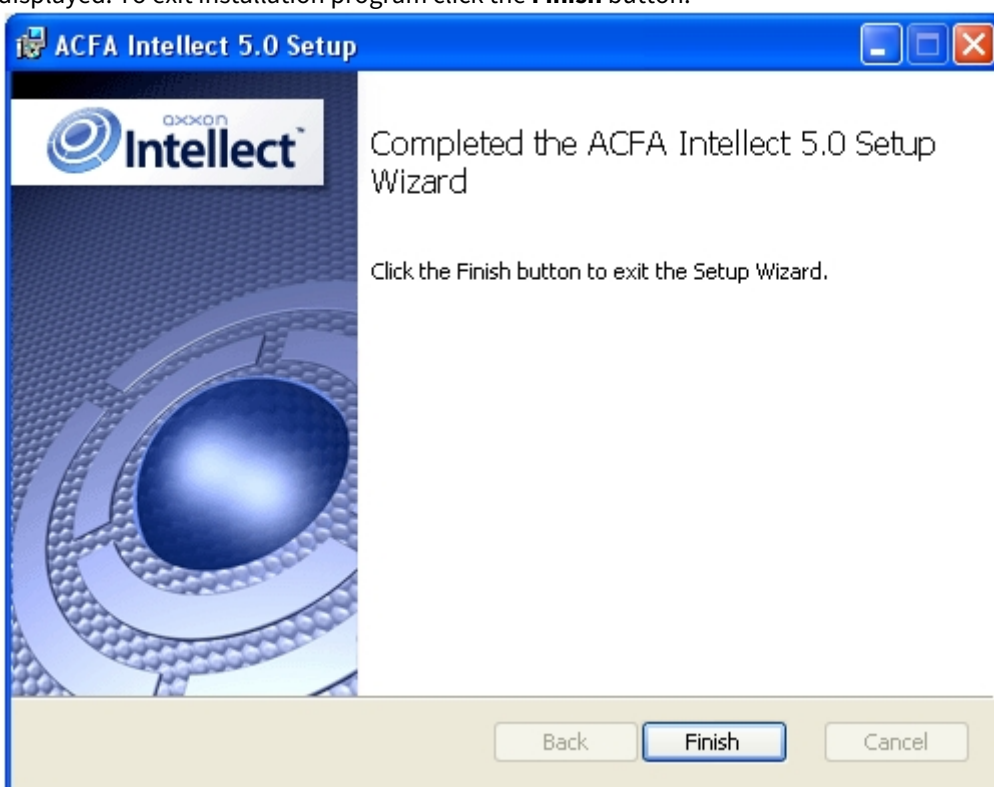 displayed. To exit installation program click the Finish button.
ACFA Intellect 5.0 Setup
axxon
Intellect™
Completed the ACFA Intellect 5.0 Setup
Wizard
Click the Finish button to exit the Setup Wizard.
Back
Finish
Cancel